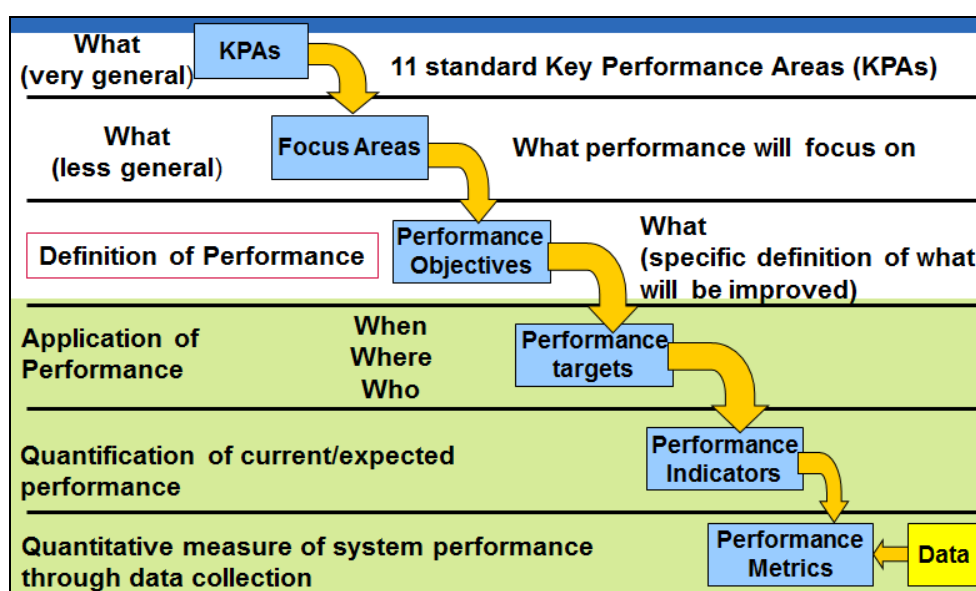 What
(very general)
KPAs
11 standard Key Performance Areas (KPAs)
What
(less general)
Focus Areas
What performance will focus on
Definition of Performance
Performance
Objectives
What
(specific definition of what
will be improved)
Application of
Performance
When
Where
Who
Performance
targets
Quantification of current/expected
performance
Performance
Indicators
Quantitative measure of system performance
through data collection
Performance
Metrics
Data